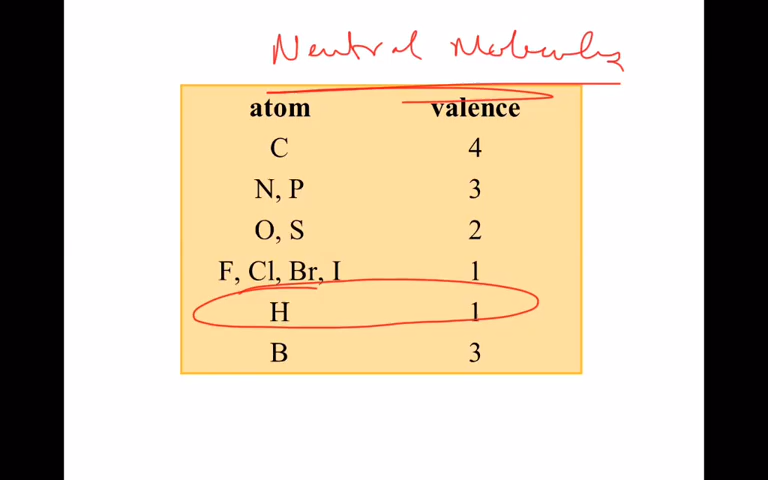 Neutral Molecules
atom valence
C 4
N, P 3
O, S 2
F, Cl, Br, I 1
H 1
B 3